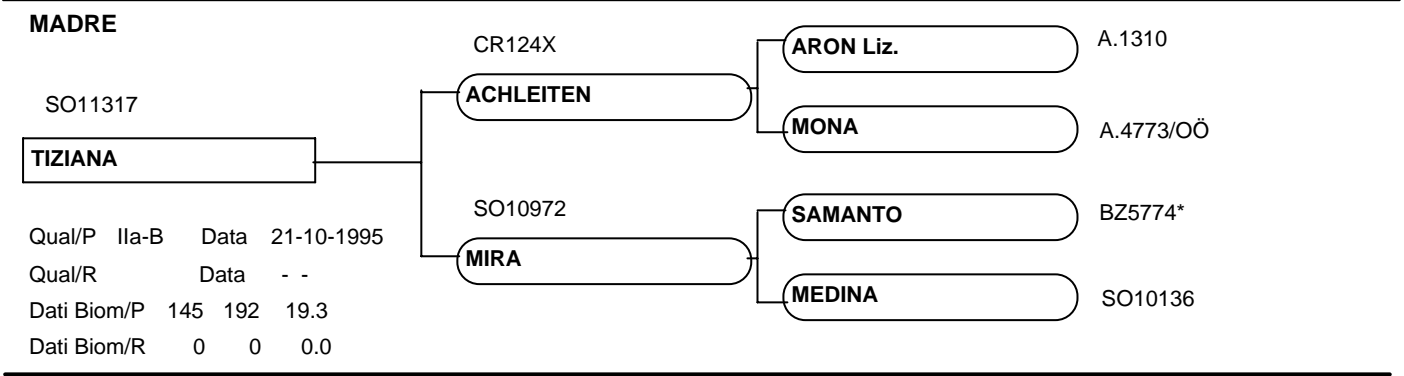 MADRE
CR124X
ARON Liz.
A.1310
SO11317
ACHLEITEN
MONA
A.4773/OÖ
TIZIANA
SO10972
SAMANTO
BZ5774*
Qual/P IIa-B Data 21-10-1995
MIRA
Qual/R Data - -
MEDINA
SO10136
Dati Biom/P 145 192 19.3
Dati Biom/R 0 0 0.0